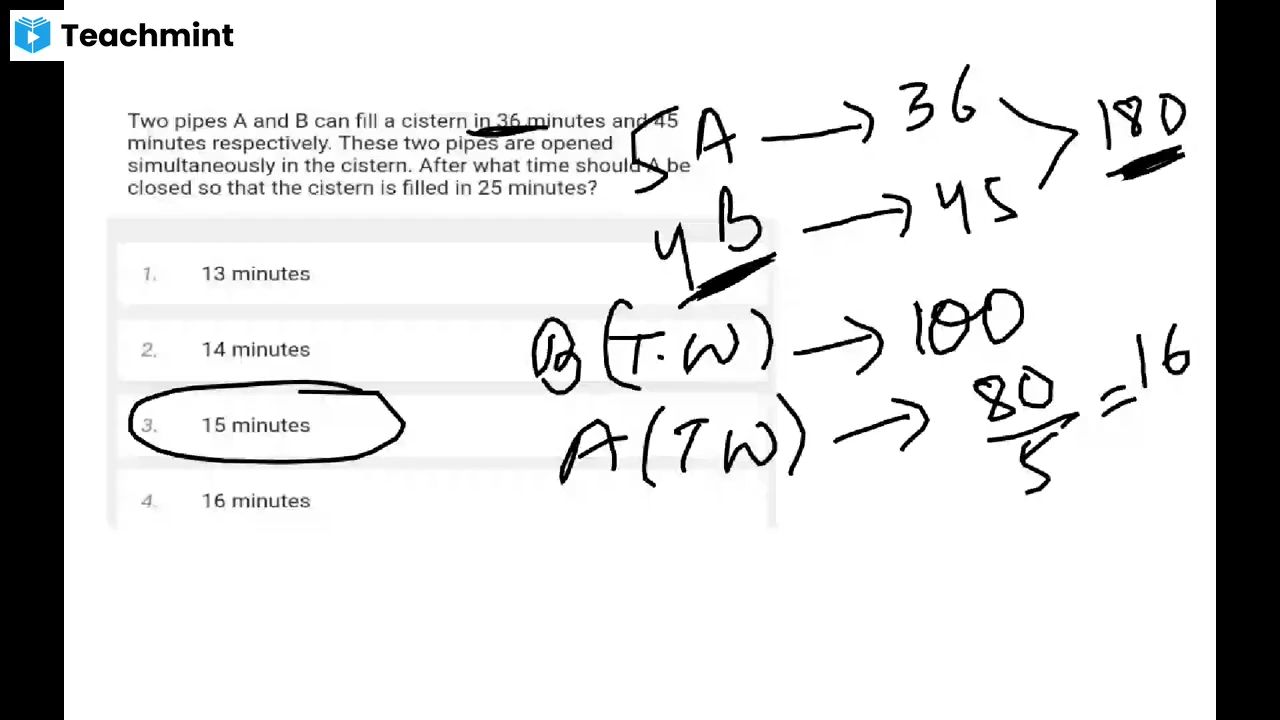 Teachmint
Two pipes A and B can fill a cistern in 36 minutes and 45
minutes respectively. These two pipes are opened
simultaneously in the cistern. After what time should A be
closed so that the cistern is filled in 25 minutes?
1. 13 minutes
2. 14 minutes
3. 15 minutes
4. 16 minutes
5 A → 36
180
4 B → 45
B (T.W) → 100
A (T W) → 80/5 = 16